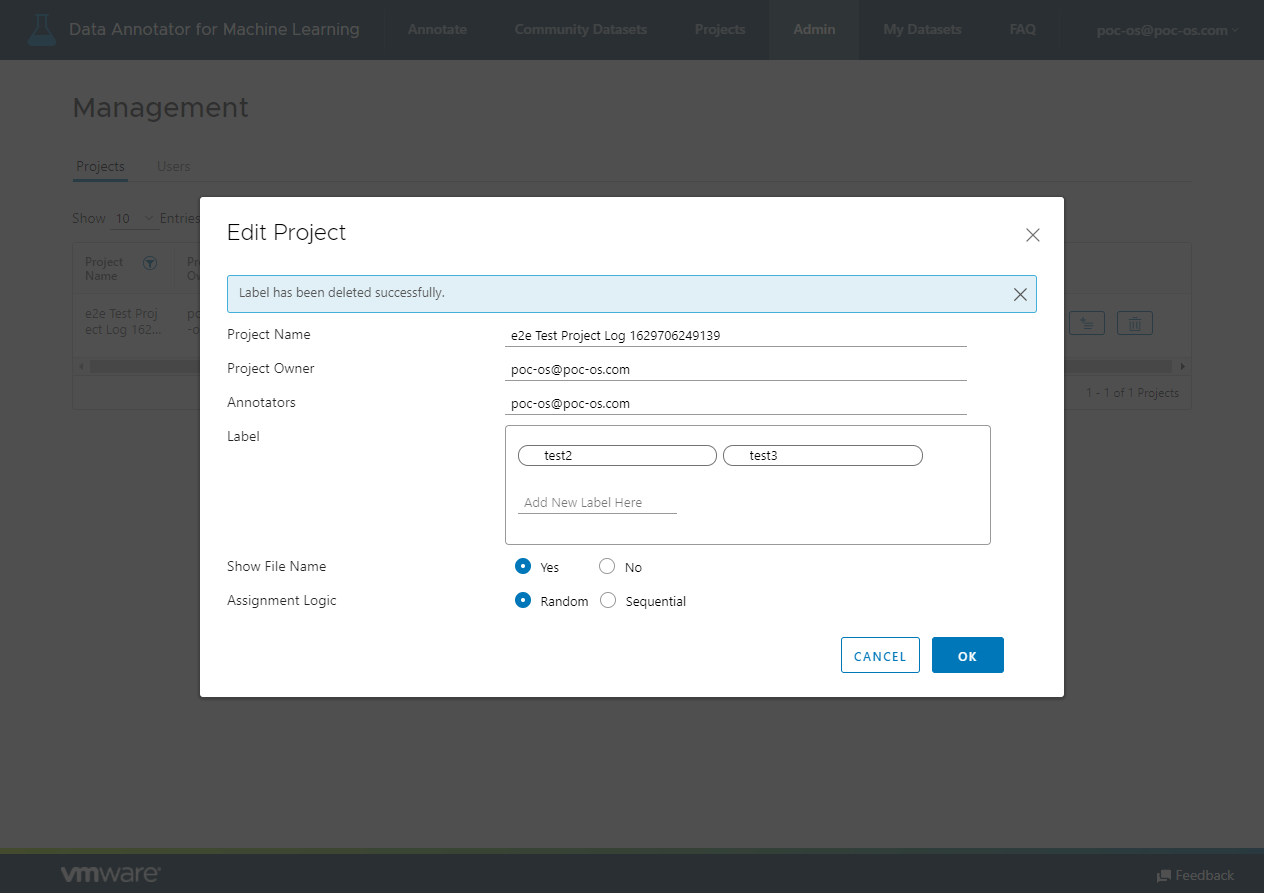 Data Annotator for Machine Learning
Annotate
Community Datasets
Projects
Admin
My Datasets
FAQ
poc-os@poc-os.com
Management
Projects
Users
Show 10 Entries
Project
Name
e2e Test Proj
ect Log 162...
1 - 1 of 1 Projects
Edit Project
Label has been deleted successfully.
Project Name
e2e Test Project Log 1629706249139
Project Owner
poc-os@poc-os.com
Annotators
poc-os@poc-os.com
Label
test2
test3
Add New Label Here
Show File Name
Yes
No
Assignment Logic
Random
Sequential
CANCEL
OK
vmware
Feedback